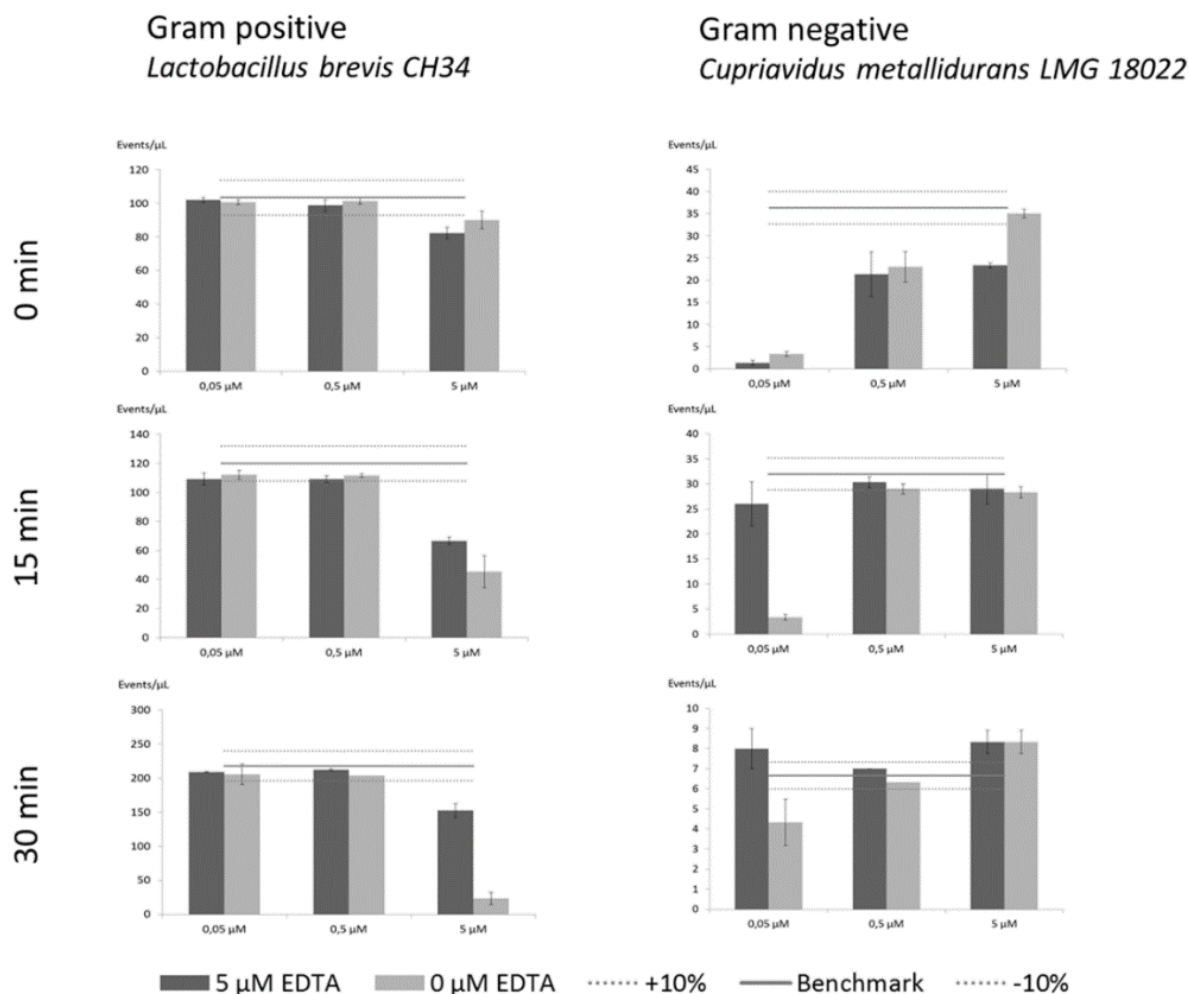 Gram positive
Lactobacillus brevis CH34
Gram negative
Cupriavidus metallidurans LMG 18022
0 min
Events/µL
120
100
80
60
40
20
0
0,05 µM
0,5 µM
5 µM
Events/µL
45
40
35
30
25
20
15
10
5
0
0,05 µM
0,5 µM
5 µM
15 min
Events/µL
140
120
100
80
60
40
20
0
0,05 µM
0,5 µM
5 µM
Events/µL
40
35
30
25
20
15
10
5
0
0,05 µM
0,5 µM
5 µM
30 min
Events/µL
300
250
200
150
100
50
0
0,05 µM
0,5 µM
5 µM
Events/µL
10
9
8
7
6
5
4
3
2
1
0
0,05 µM
0,5 µM
5 µM
5 µM EDTA
0 µM EDTA
+10%
Benchmark
-10%